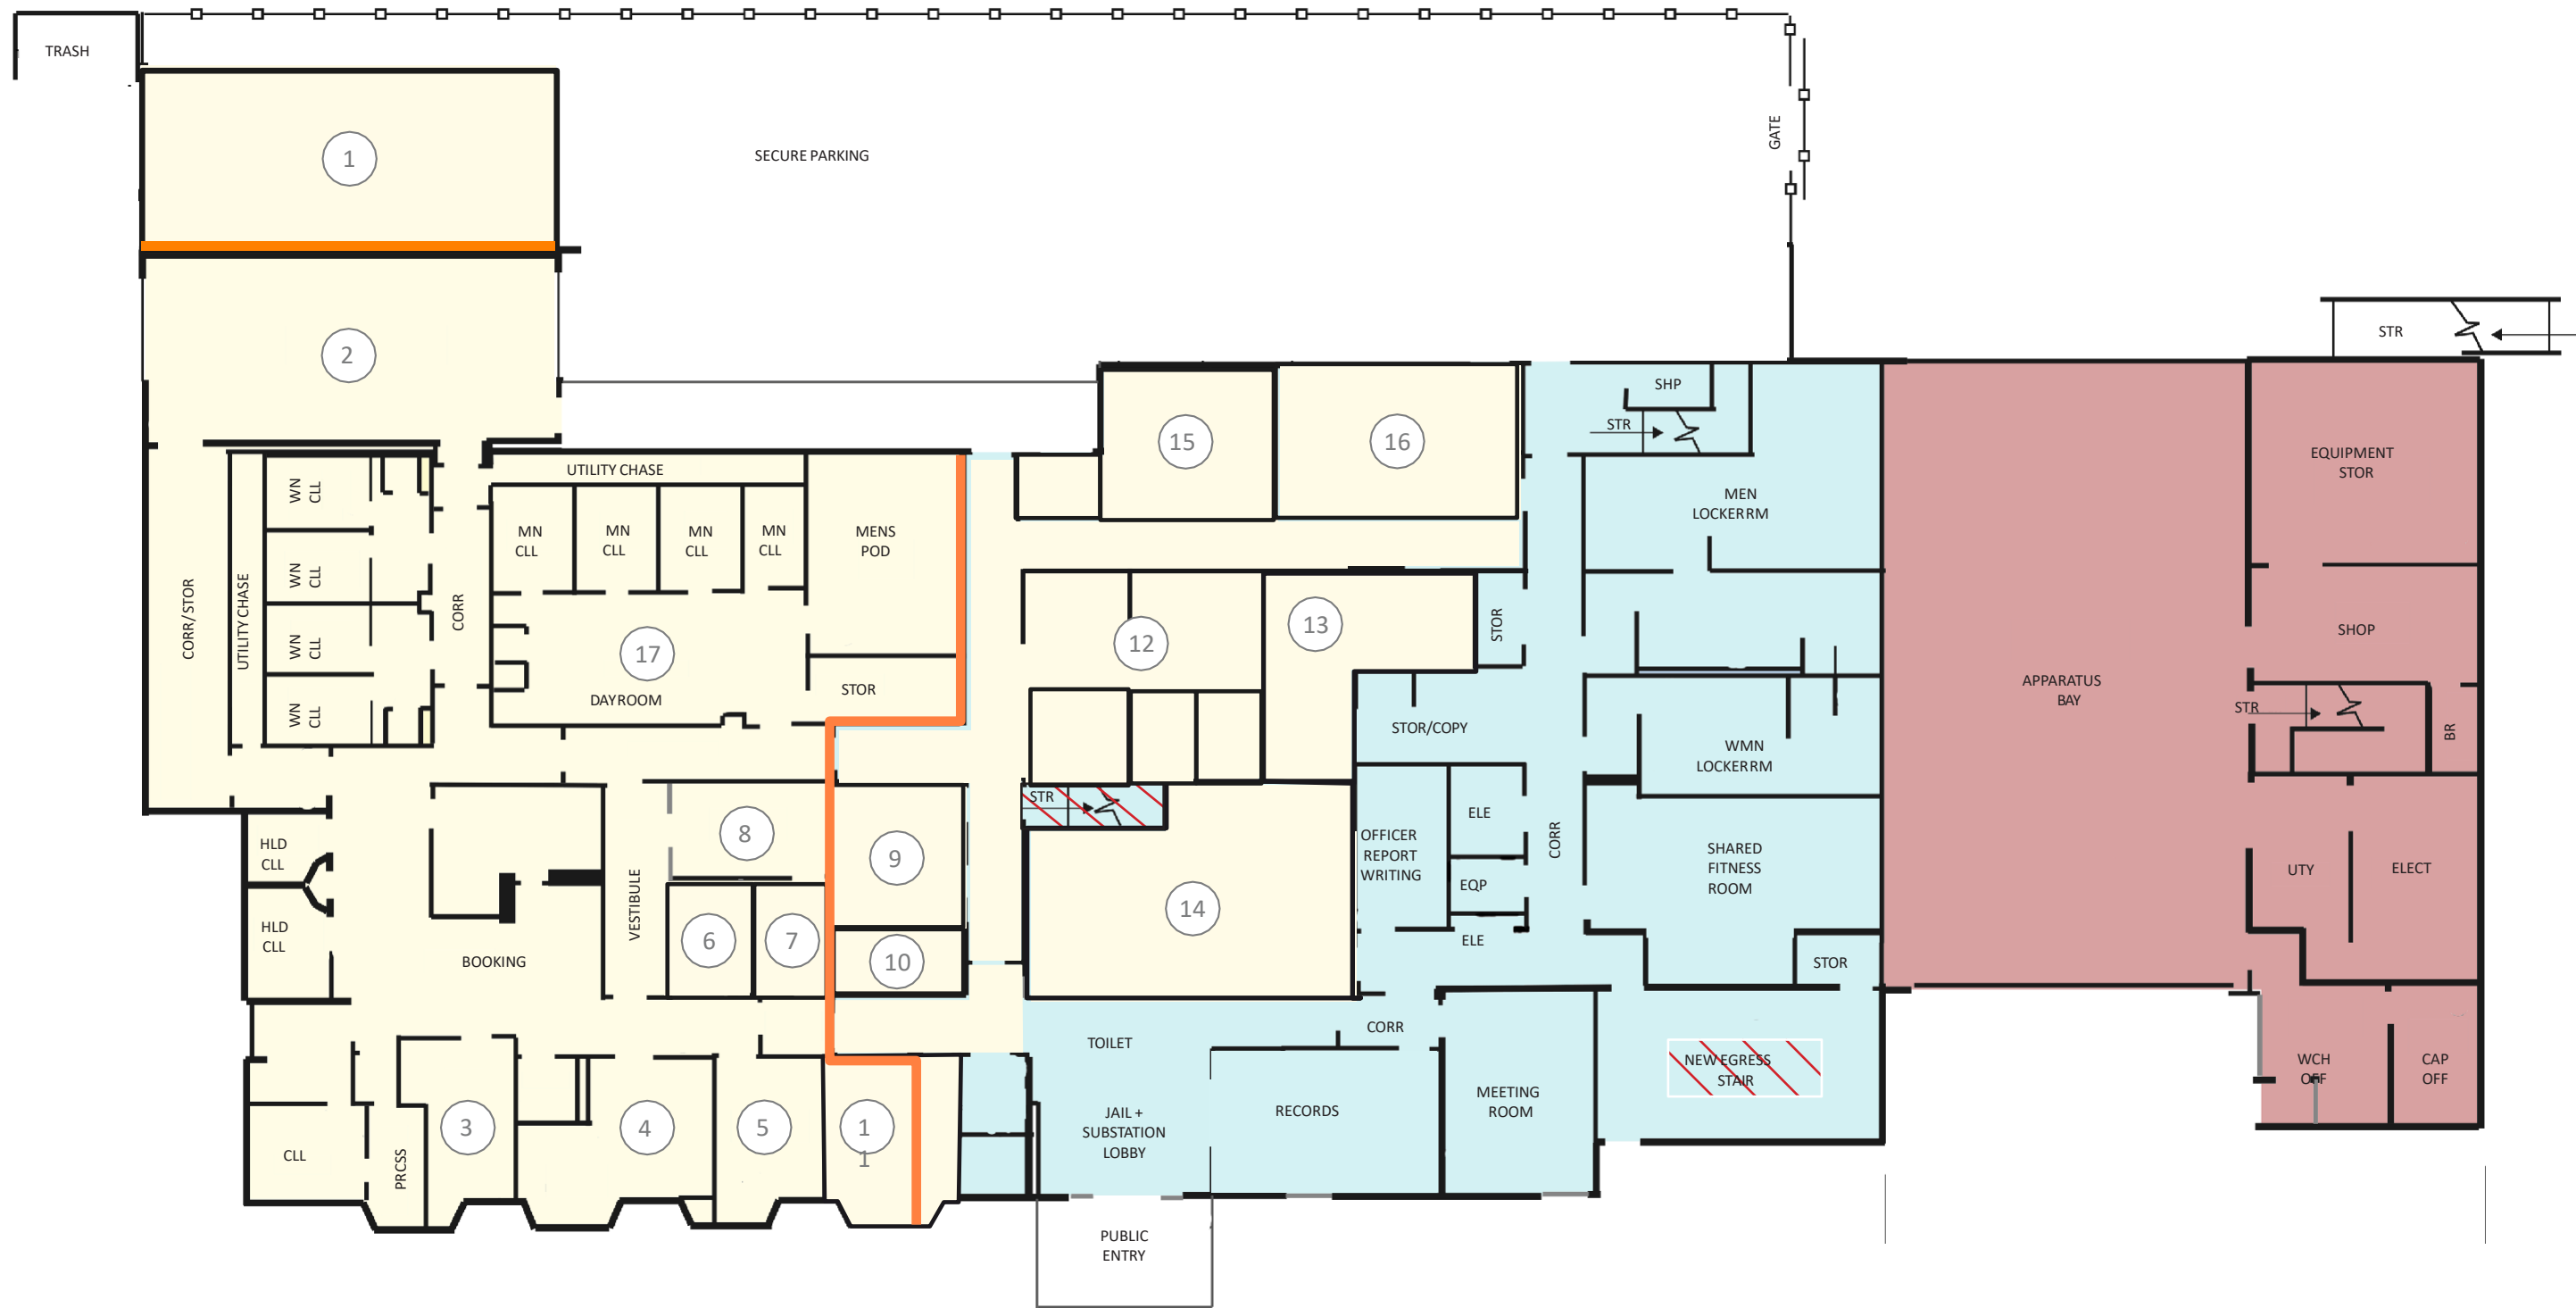 TRASH
1
SECURE PARKING
GATE
2
STR
SHP
STR
15
16
EQUIPMENT
STOR
UTILITY CHASE
WN
CLL
MEN
LOCKERRM
MN
CLL
MN
CLL
MN
CLL
MN
CLL
MENS
POD
WN
CLL
CORR/STOR
UTILITY CHASE
CORR
12
13
STOR
SHOP
WN
CLL
17
STOR
DAYROOM
APPARATUS
BAY
WN
CLL
STOR/COPY
STR
BR
WMN
LOCKERRM
STR
ELE
8
HLD
CLL
OFFICER
REPORT
WRITING
CORR
SHARED
FITNESS
ROOM
9
UTY
ELECT
EQP
VESTIBULE
14
HLD
CLL
6
7
ELE
BOOKING
10
STOR
CORR
TOILET
NEW EGRESS
STAIR
WCH
OFF
CAP
OFF
MEETING
ROOM
RECORDS
JAIL +
SUBSTATION
LOBBY
3
4
5
1
1
CLL
PRCSS
PUBLIC
ENTRY